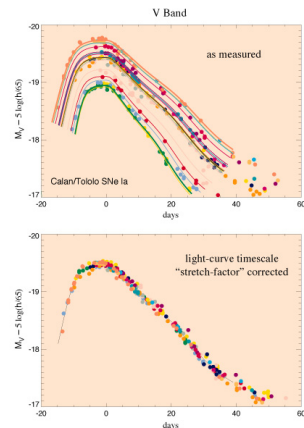 V Band
-20
as measured
-19
M_V – 5 log(h/65)
-18
Calan/Tololo SNe Ia
-17
-20 0 20 40 60
days
-20
light-curve timescale
“stretch-factor” corrected
-19
M_V – 5 log(h/65)
-18
-17
-20 0 20 40 60
days